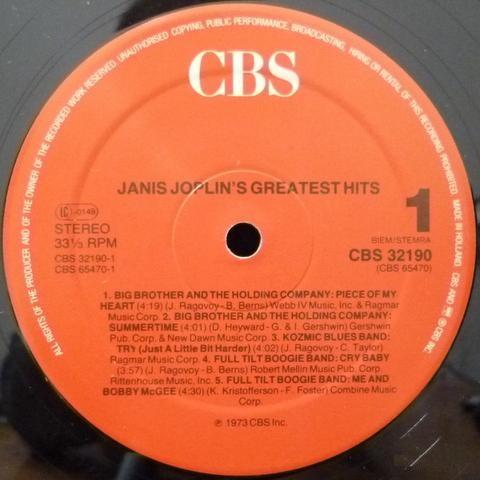 ALL RIGHTS OF THE PRODUCER AND OF THE OWNER OF THE RECORDED WORK RESERVED. UNAUTHORISED COPYING, PUBLIC PERFORMANCE, BROADCASTING, HIRING OR RENTAL OF THIS RECORDING PROHIBITED. MADE IN HOLLAND.
CBS
JANIS JOPLIN'S GREATEST HITS
LC-0149
STEREO
33⅓ RPM
CBS 32190-1
CBS 65470-1
1
BIEM/STEMRA
CBS 32190
(CBS 65470)
1. BIG BROTHER AND THE HOLDING COMPANY: PIECE OF MY
HEART (4:19) (J. Ragavoy - B. Berns) Webb IV Music, Inc. & Ragmar
Music Corp. 2. BIG BROTHER AND THE HOLDING COMPANY:
SUMMERTIME (4:01) (D. Heyward - G. & I. Gershwin) Gershwin
Pub. Corp. & New Dawn Music Corp. 3. KOZMIC BLUES BAND:
TRY (Just A Little Bit Harder) (4:02) (J. Ragavoy - C. Taylor)
Ragmar Music Corp. 4. FULL TILT BOOGIE BAND: CRY BABY
(3:57) (J. Ragavoy - B. Berns) Robert Mellin Music Pub. Corp./
Rittenhouse Music, Inc. 5. FULL TILT BOOGIE BAND: ME AND
BOBBY McGEE (4:30) (K. Kristofferson - F. Foster) Combine Music
Corp.
℗ 1973 CBS Inc.